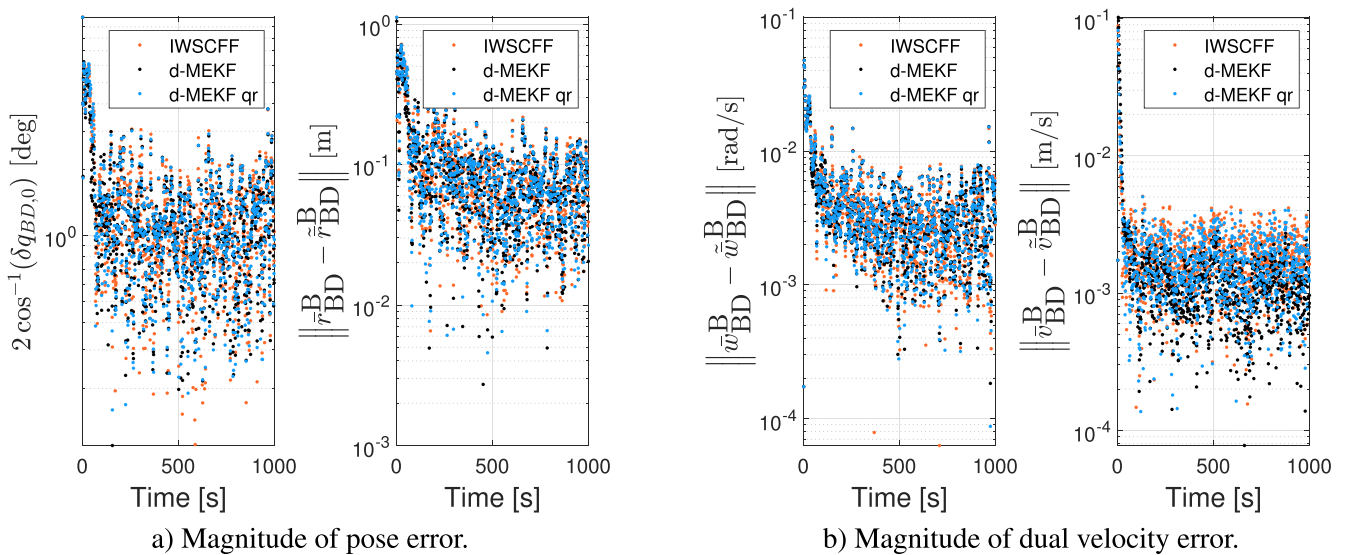 2 cos⁻¹(δq_{BD,0}) [deg]
10⁰
IWSCFF
d-MEKF
d-MEKF qr
0
500
1000
Time [s]
‖r̄^B_BD − r̃̄^B_BD‖ [m]
10⁰
10⁻¹
10⁻²
10⁻³
IWSCFF
d-MEKF
d-MEKF qr
0
500
1000
Time [s]
a) Magnitude of pose error.
‖w̄^B_BD − w̃̄^B_BD‖ [rad/s]
10⁻¹
10⁻²
10⁻³
10⁻⁴
IWSCFF
d-MEKF
d-MEKF qr
0
500
1000
Time [s]
‖v̄^B_BD − ṽ̄^B_BD‖ [m/s]
10⁻¹
10⁻²
10⁻³
10⁻⁴
IWSCFF
d-MEKF
d-MEKF qr
0
500
1000
Time [s]
b) Magnitude of dual velocity error.